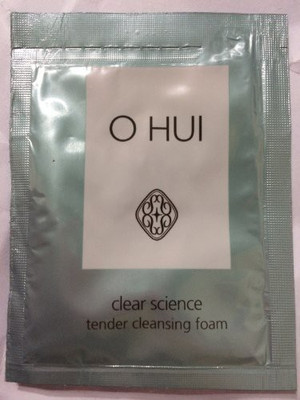 O HUI
clear science
tender cleansing foam